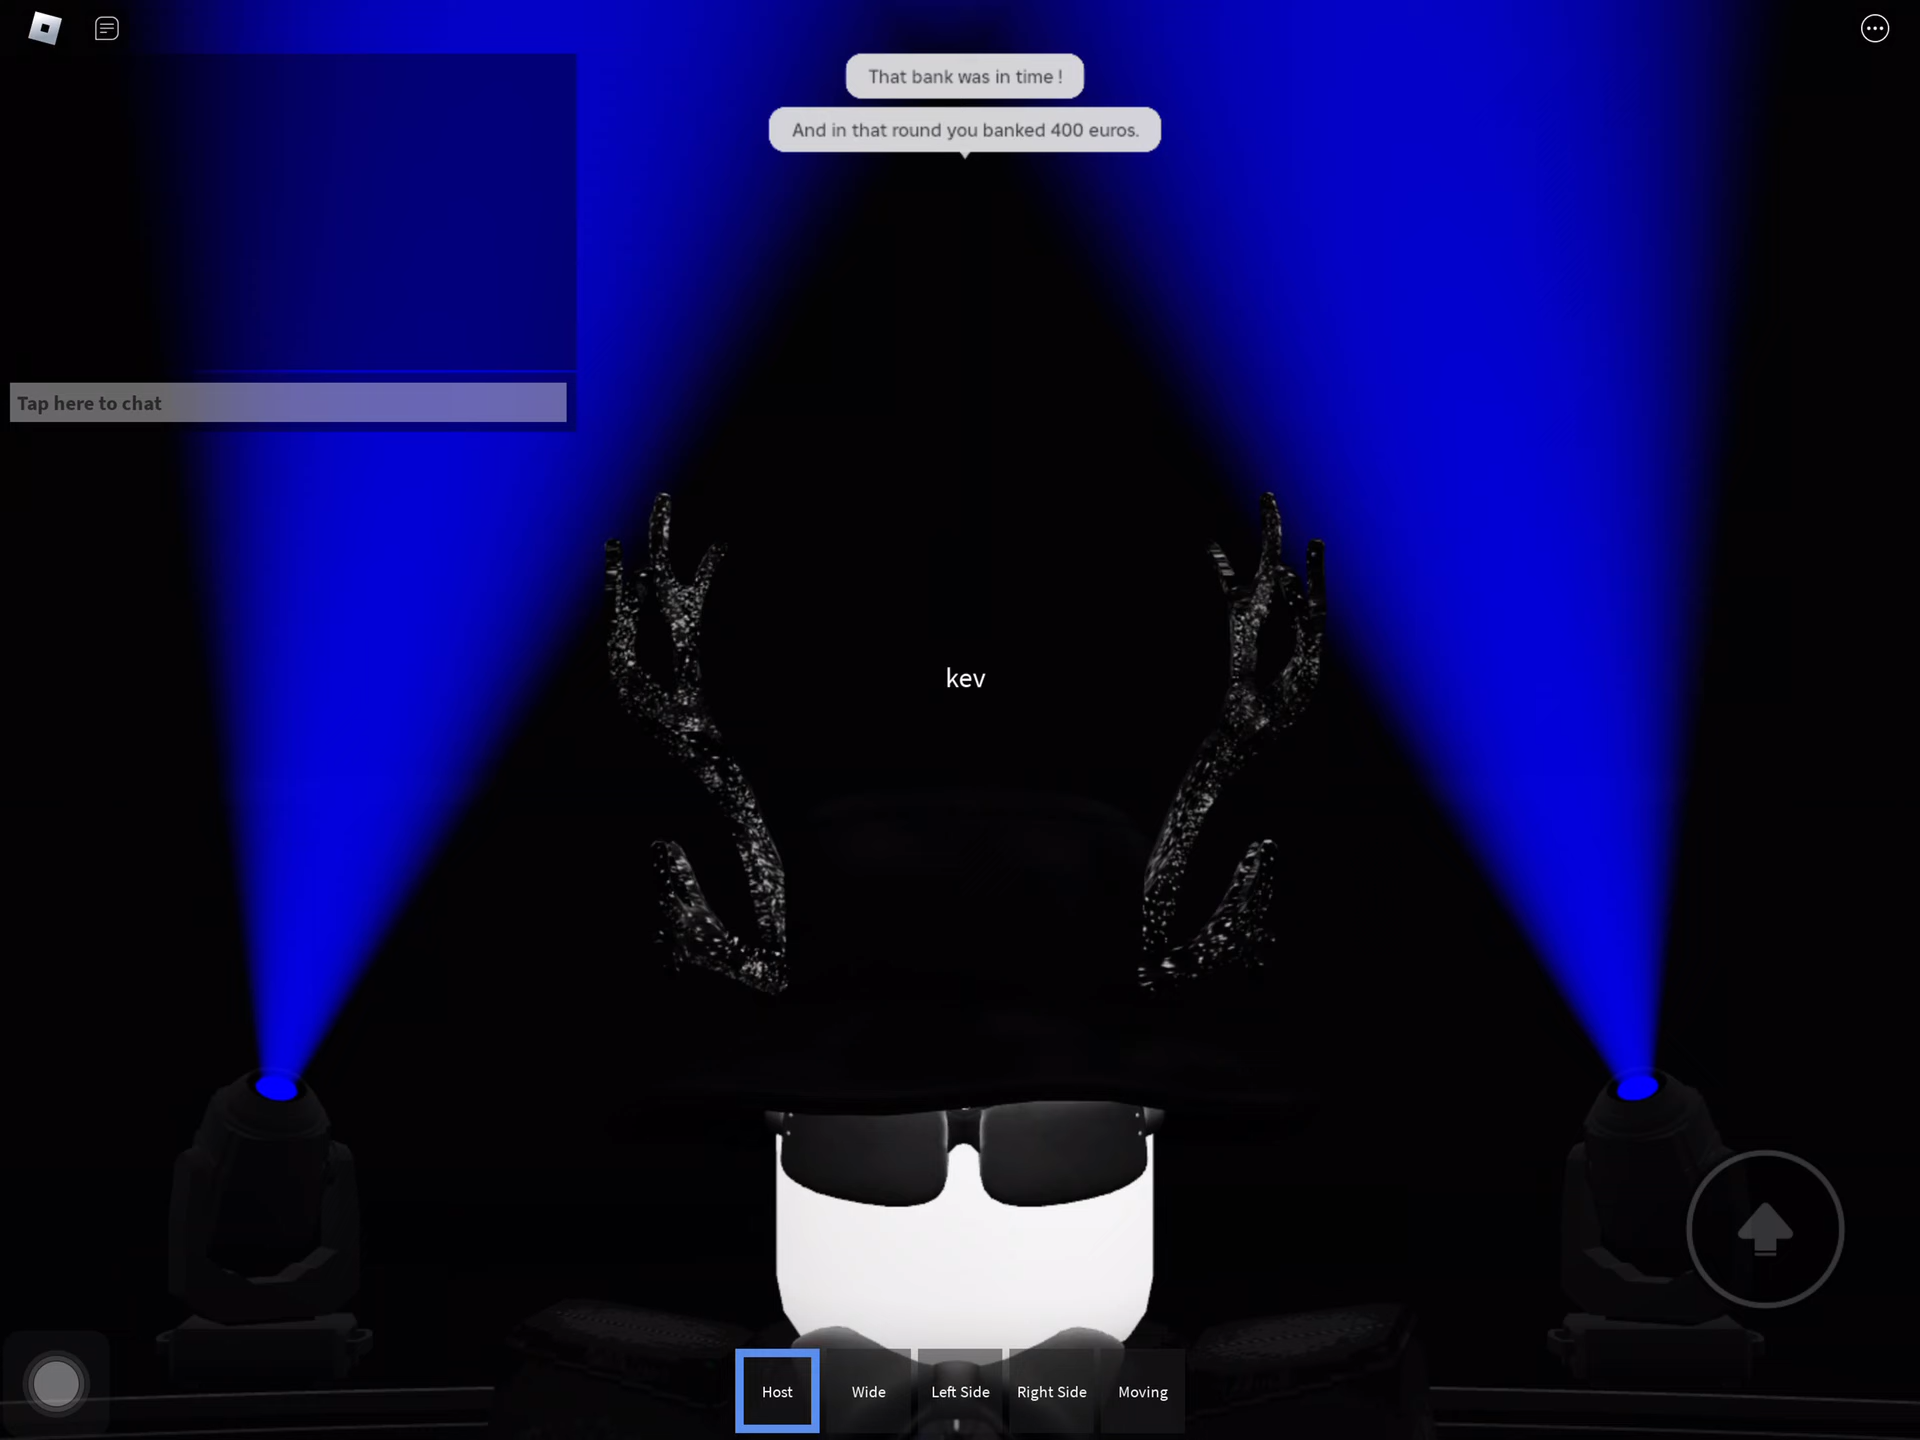 That bank was in time !
And in that round you banked 400 euros.
Tap here to chat
kev
Host
Wide
Left Side
Right Side
Moving